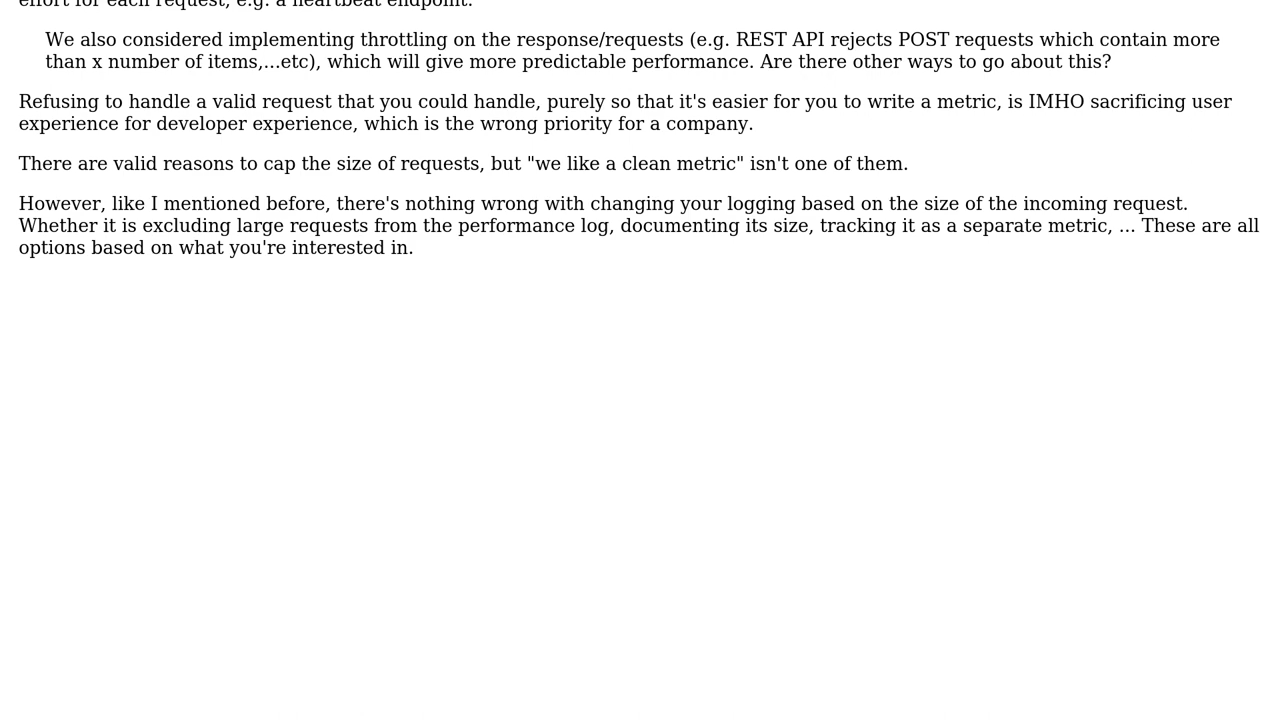 effort for each request, e.g. a heartbeat endpoint.
We also considered implementing throttling on the response/requests (e.g. REST API rejects POST requests which contain more
than x number of items,...etc), which will give more predictable performance. Are there other ways to go about this?
Refusing to handle a valid request that you could handle, purely so that it's easier for you to write a metric, is IMHO sacrificing user
experience for developer experience, which is the wrong priority for a company.
There are valid reasons to cap the size of requests, but "we like a clean metric" isn't one of them.
However, like I mentioned before, there's nothing wrong with changing your logging based on the size of the incoming request.
Whether it is excluding large requests from the performance log, documenting its size, tracking it as a separate metric, ... These are all
options based on what you're interested in.